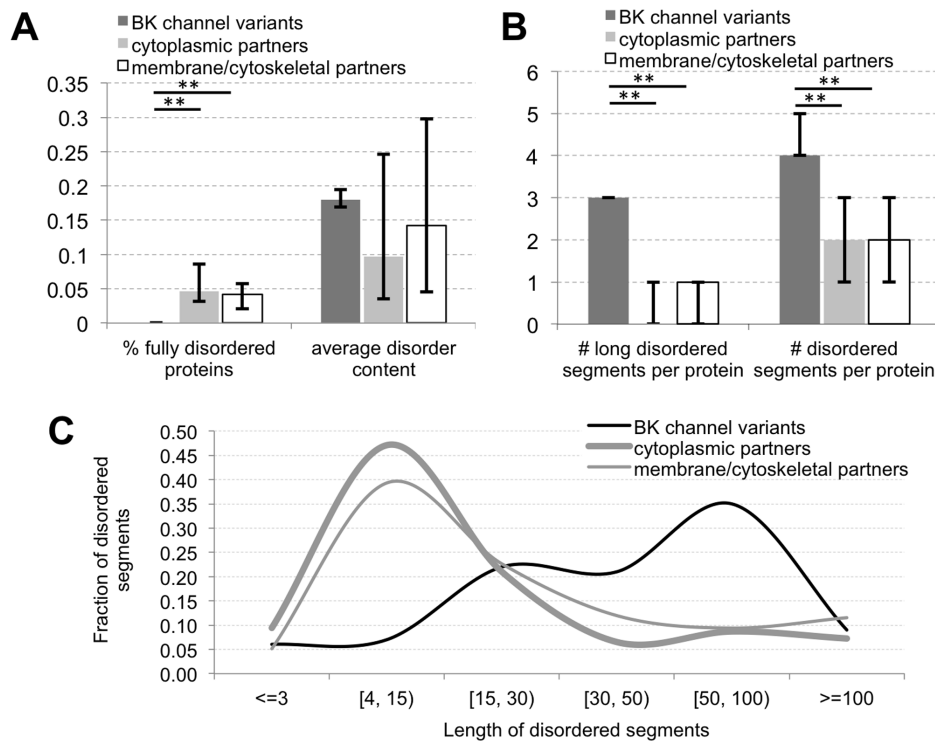 A
BK channel variants
cytoplasmic partners
membrane/cytoskeletal partners
0.35
0.3
0.25
0.2
0.15
0.1
0.05
0
**
**
% fully disordered
proteins
average disorder
content
B
BK channel variants
cytoplasmic partners
membrane/cytoskeletal partners
6
5
4
3
2
1
0
**
**
**
**
# long disordered
segments per protein
# disordered
segments per protein
C
BK channel variants
cytoplasmic partners
membrane/cytoskeletal partners
Fraction of disordered
segments
0.50
0.45
0.40
0.35
0.30
0.25
0.20
0.15
0.10
0.05
0.00
<=3
[4, 15)
[15, 30)
[30, 50)
[50, 100)
>=100
Length of disordered segments